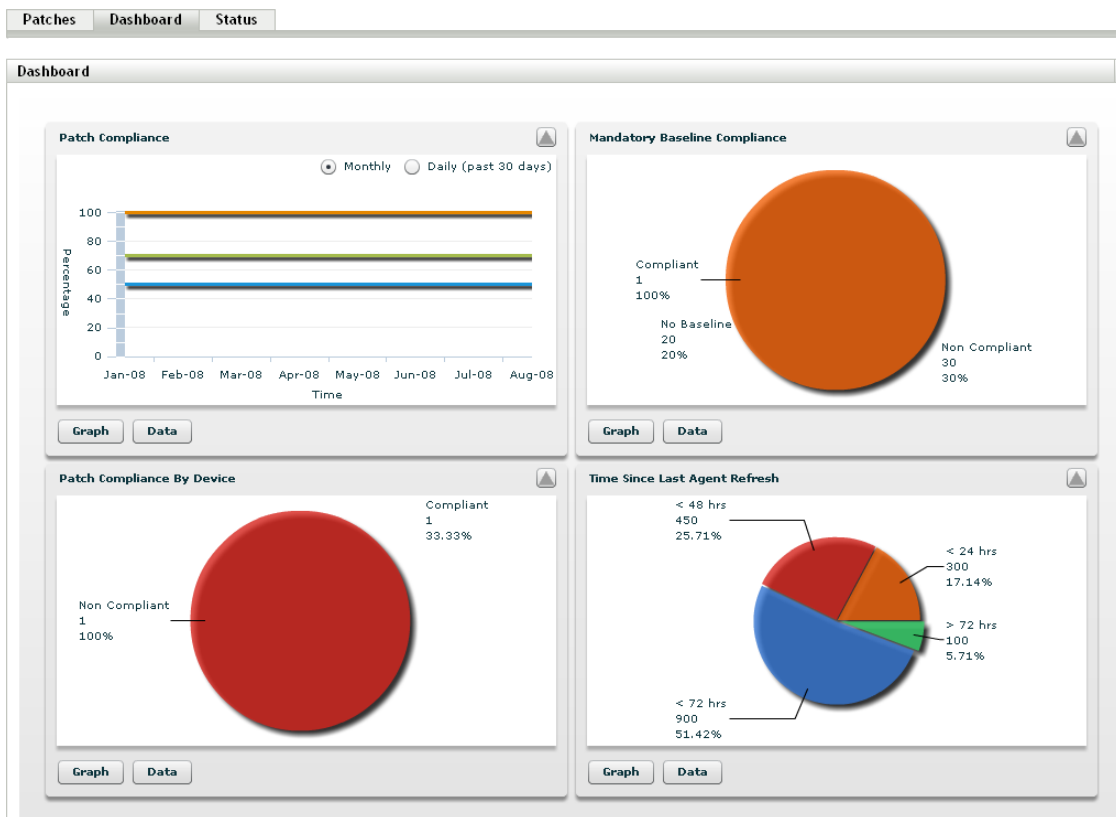 Patches Dashboard Status
Dashboard
Patch Compliance
Monthly Daily (past 30 days)
100
80
60
40
20
0
Percentage
Jan-08 Feb-08 Mar-08 Apr-08 May-08 Jun-08 Jul-08 Aug-08
Time
Graph Data
Mandatory Baseline Compliance
Compliant
1
100%
No Baseline
20
20%
Non Compliant
30
30%
Graph Data
Patch Compliance By Device
Compliant
1
33.33%
Non Compliant
1
100%
Graph Data
Time Since Last Agent Refresh
< 48 hrs
450
25.71%
< 24 hrs
300
17.14%
> 72 hrs
100
5.71%
< 72 hrs
900
51.42%
Graph Data